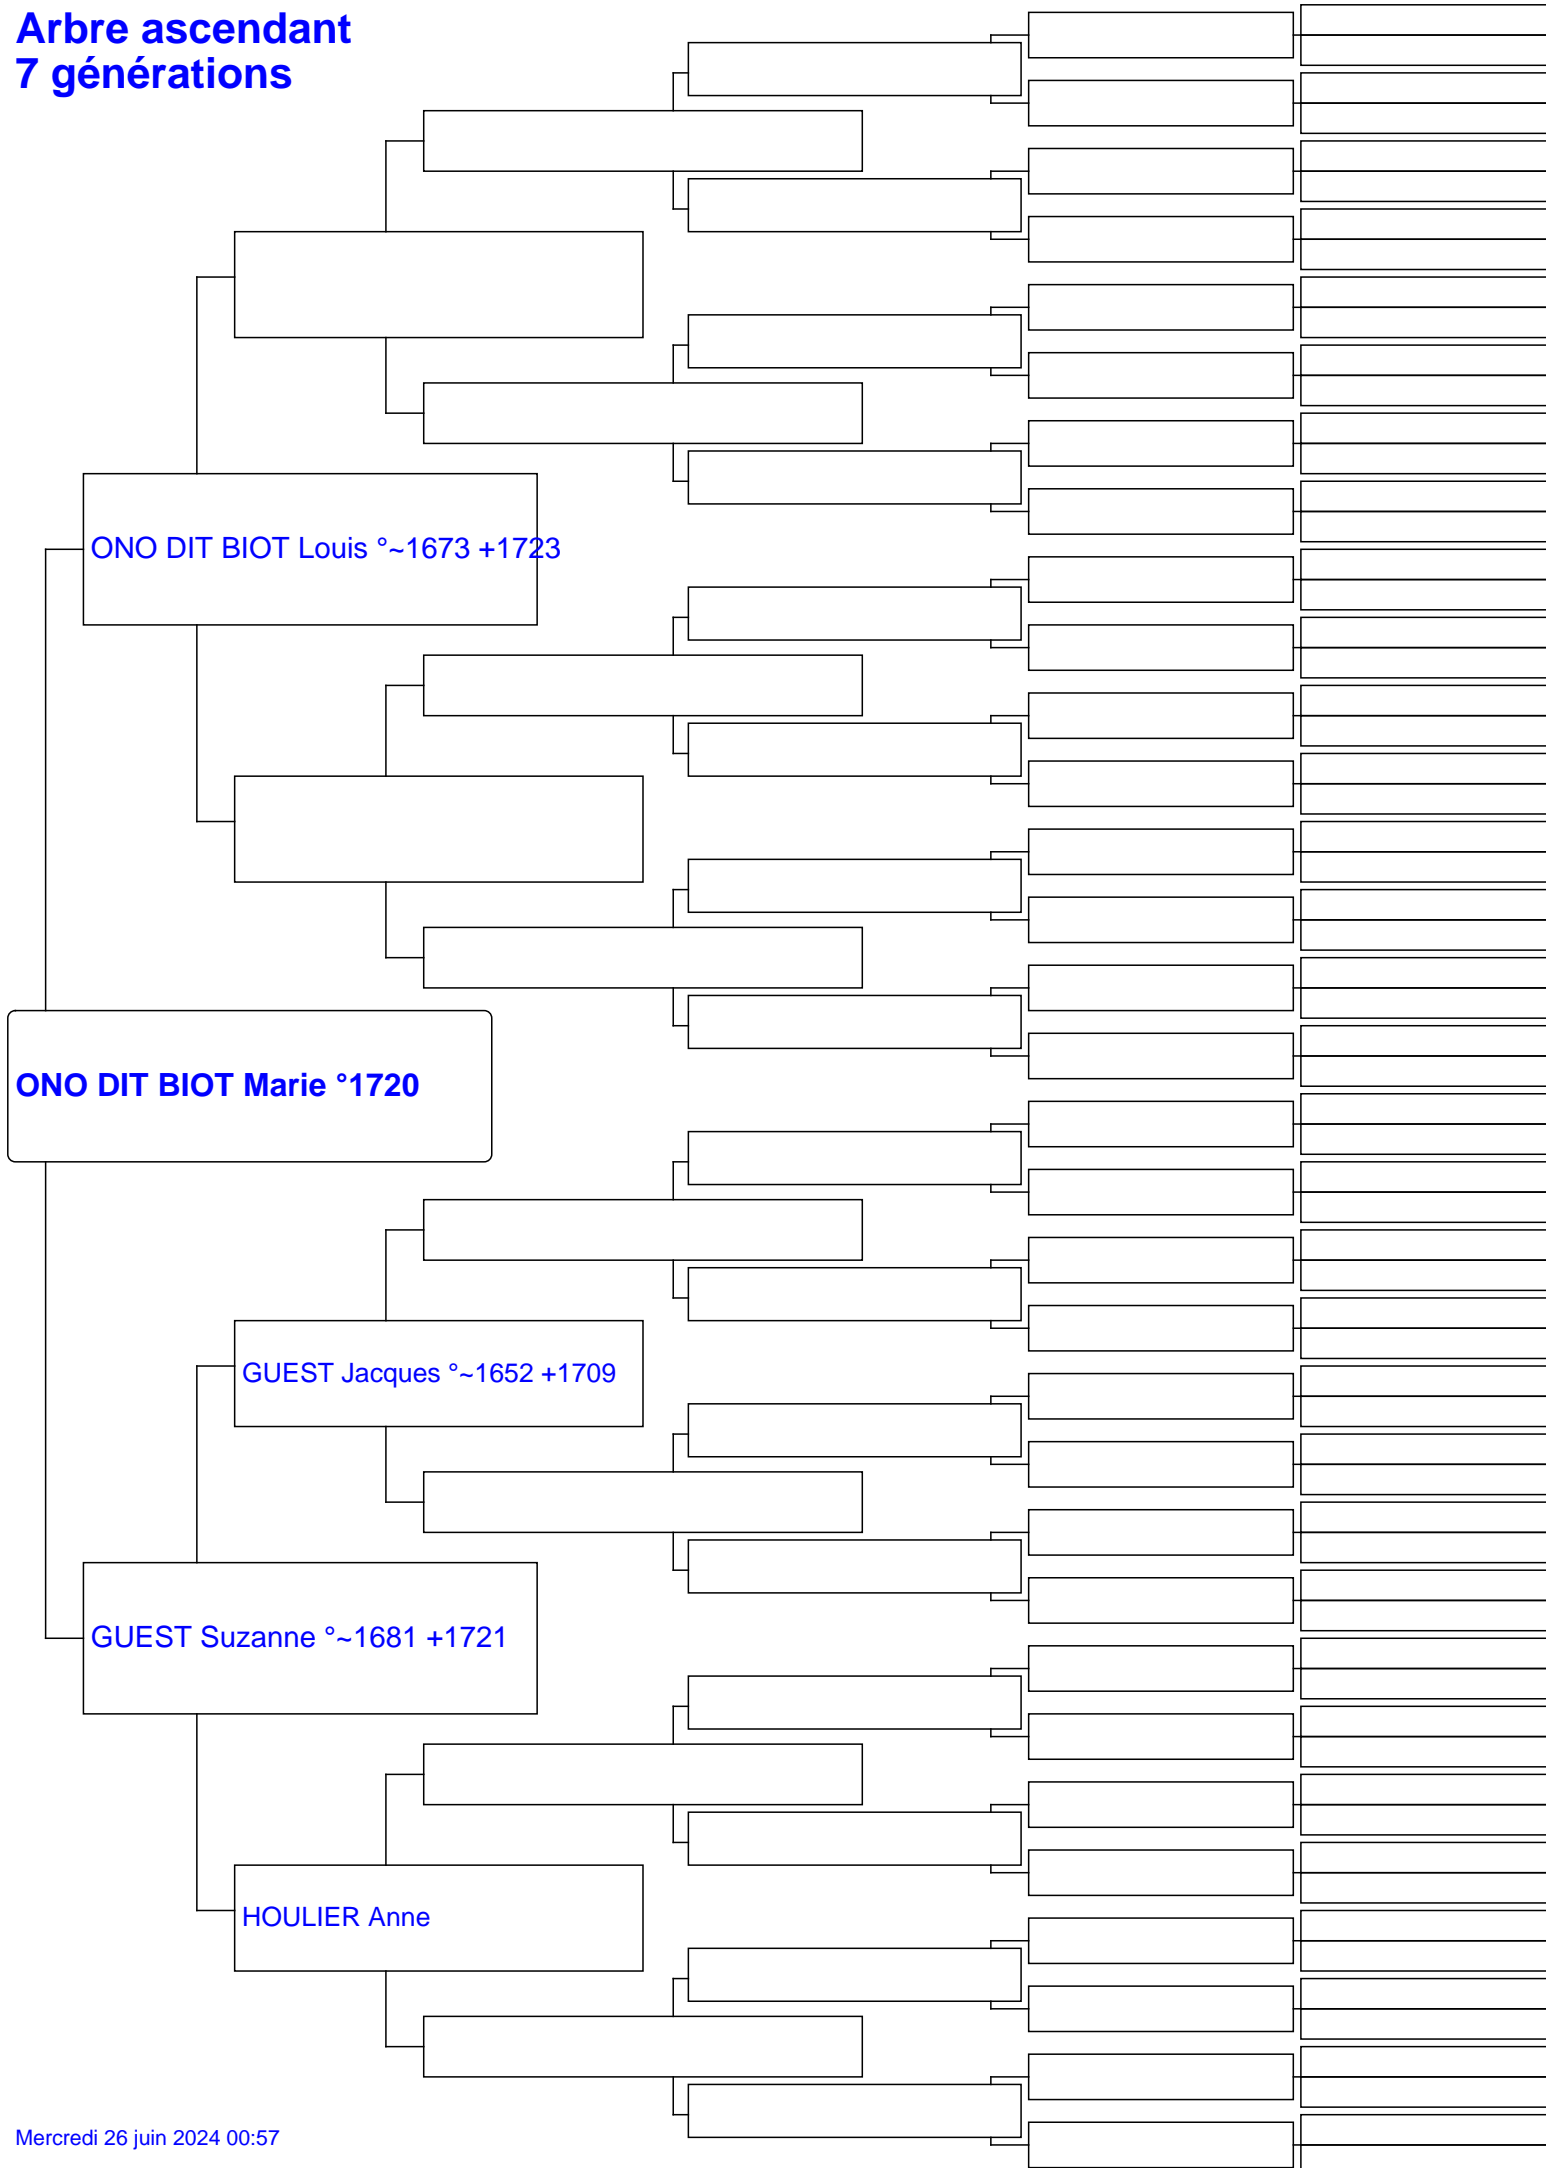 Arbre ascendant
7 générations
ONO DIT BIOT Louis °~1673 +1723
ONO DIT BIOT Marie °1720
GUEST Jacques °~1652 +1709
GUEST Suzanne °~1681 +1721
HOULIER Anne
Mercredi 26 juin 2024 00:57